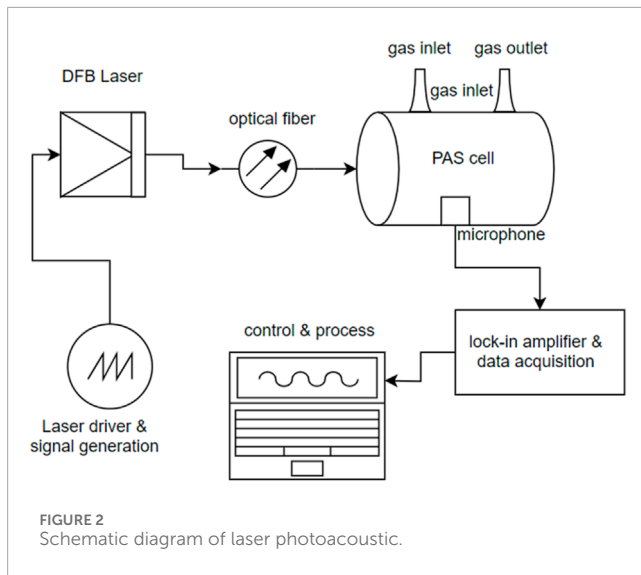 gas inlet
gas outlet
DFB Laser
gas inlet
optical fiber
PAS cell
microphone
control & process
lock-in amplifier &
data acquisition
Laser driver &
signal generation
FIGURE 2
Schematic diagram of laser photoacoustic.